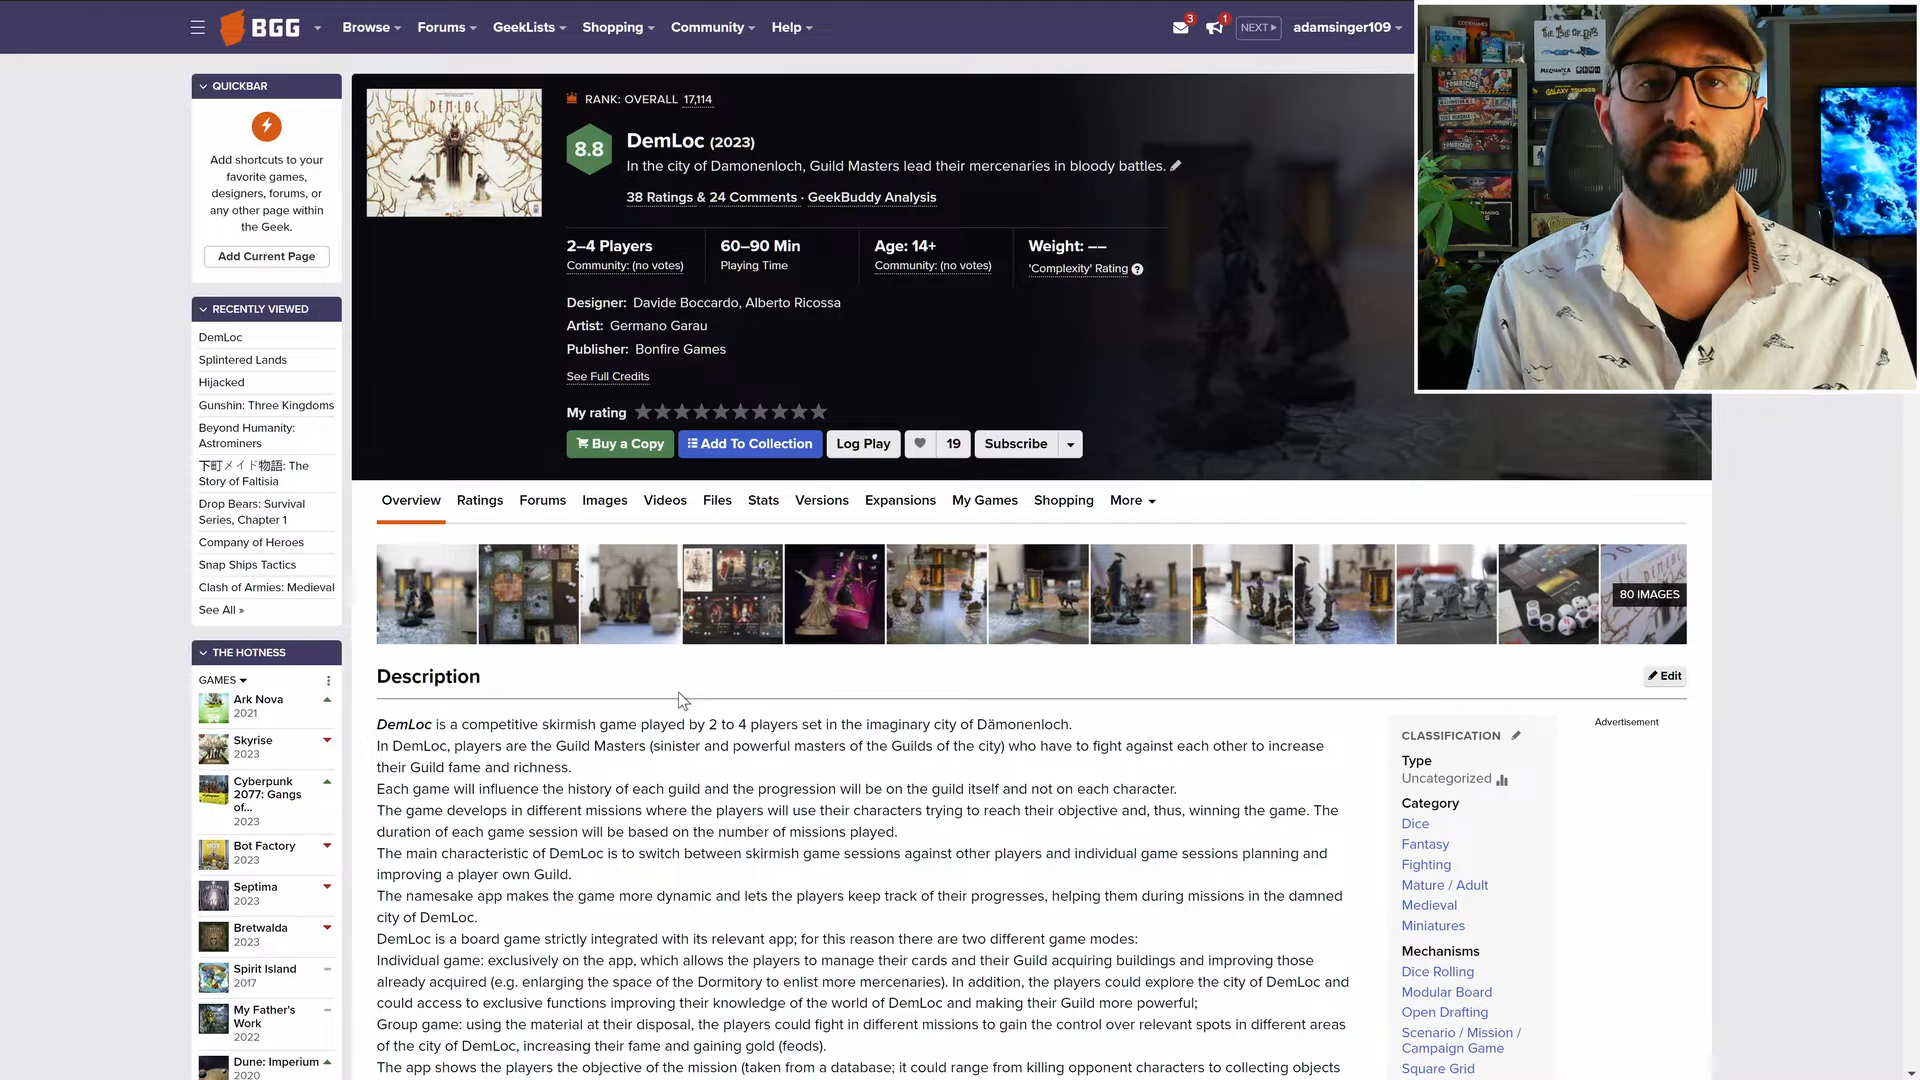 BGG
Browse
Forums
GeekLists
Shopping
Community
Help
3
1
NEXT
adamsinger109
QUICKBAR
Add shortcuts to your
favorite games,
designers, forums, or
any other page within
the Geek.
Add Current Page
RECENTLY VIEWED
DemLoc
Splintered Lands
Hijacked
Gunship: Three Kingdoms
Beyond Humanity:
Astrominers
下町メイド物語: The
Story of Faltisia
Drop Bears: Survival
Series, Chapter 1
Company of Heroes
Snap Ships Tactics
Clash of Armies: Medieval
See All »
THE HOTNESS
GAMES
Ark Nova
2021
Skyrise
2023
Cyberpunk
2077: Gangs
of...
2023
Bot Factory
2023
Septima
2023
Bretwalda
2023
Spirit Island
2017
My Father's
Work
2022
Dune: Imperium
2020
DEMLOC
RANK: OVERALL 17,114
8.8
DemLoc (2023)
In the city of Damonenloch, Guild Masters lead their mercenaries in bloody battles.
38 Ratings & 24 Comments · GeekBuddy Analysis
2–4 Players
Community: (no votes)
60–90 Min
Playing Time
Age: 14+
Community: (no votes)
Weight: ––
'Complexity' Rating
Designer: Davide Boccardo, Alberto Ricossa
Artist: Germano Garau
Publisher: Bonfire Games
See Full Credits
My rating
Buy a Copy
Add To Collection
Log Play
19
Subscribe
Overview
Ratings
Forums
Images
Videos
Files
Stats
Versions
Expansions
My Games
Shopping
More
80 IMAGES
Description
Edit
DemLoc is a competitive skirmish game played by 2 to 4 players set in the imaginary city of Dämonenloch.
In DemLoc, players are the Guild Masters (sinister and powerful masters of the Guilds of the city) who have to fight against each other to increase
their Guild fame and richness.
Each game will influence the history of each guild and the progression will be on the guild itself and not on each character.
The game develops in different missions where the players will use their characters trying to reach their objective and, thus, winning the game. The
duration of each game session will be based on the number of missions played.
The main characteristic of DemLoc is to switch between skirmish game sessions against other players and individual game sessions planning and
improving a player own Guild.
The namesake app makes the game more dynamic and lets the players keep track of their progresses, helping them during missions in the damned
city of DemLoc.
DemLoc is a board game strictly integrated with its relevant app; for this reason there are two different game modes:
Individual game: exclusively on the app, which allows the players to manage their cards and their Guild acquiring buildings and improving those
already acquired (e.g. enlarging the space of the Dormitory to enlist more mercenaries). In addition, the players could explore the city of DemLoc and
could access to exclusive functions improving their knowledge of the world of DemLoc and making their Guild more powerful;
Group game: using the material at their disposal, the players could fight in different missions to gain the control over relevant spots in different areas
of the city of DemLoc, increasing their fame and gaining gold (feods).
The app shows the players the objective of the mission (taken from a database; it could range from killing opponent characters to collecting objects
CLASSIFICATION
Type
Uncategorized
Category
Dice
Fantasy
Fighting
Mature / Adult
Medieval
Miniatures
Mechanisms
Dice Rolling
Modular Board
Open Drafting
Scenario / Mission /
Campaign Game
Square Grid
Advertisement
CODENAMES
MECHANICA
GALAXY TRUCKER
ZOMBICIDE